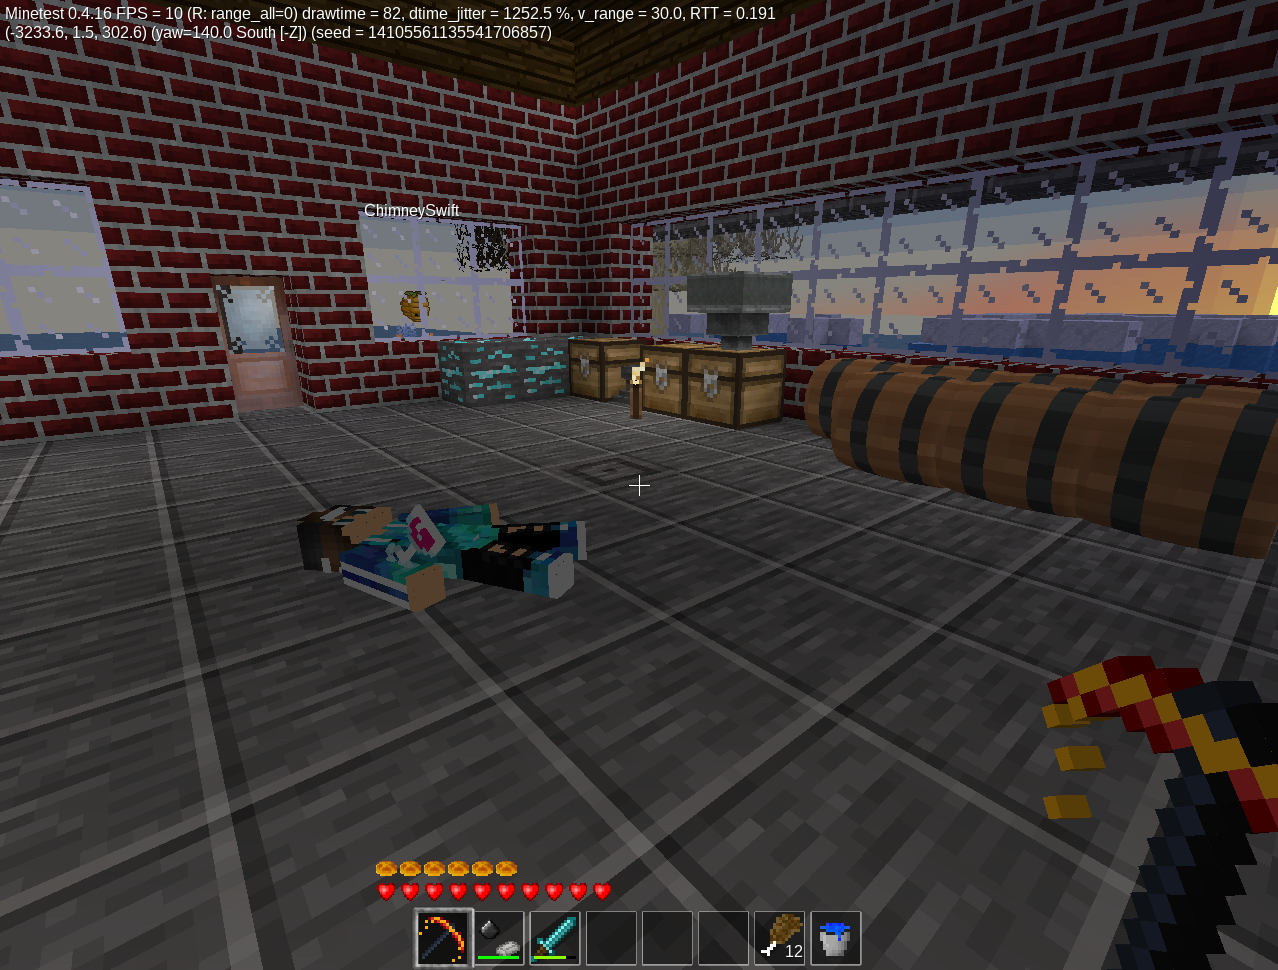 Minetest 0.4.16 FPS = 10 (R: range_all=0) drawtime = 82, dtime_jitter = 1252.5 %, v_range = 30.0, RTT = 0.191
(-3233.6, 1.5, 302.6) (yaw=140.0 South [-Z]) (seed = 14105561135541706857)
ChimneySwift
12